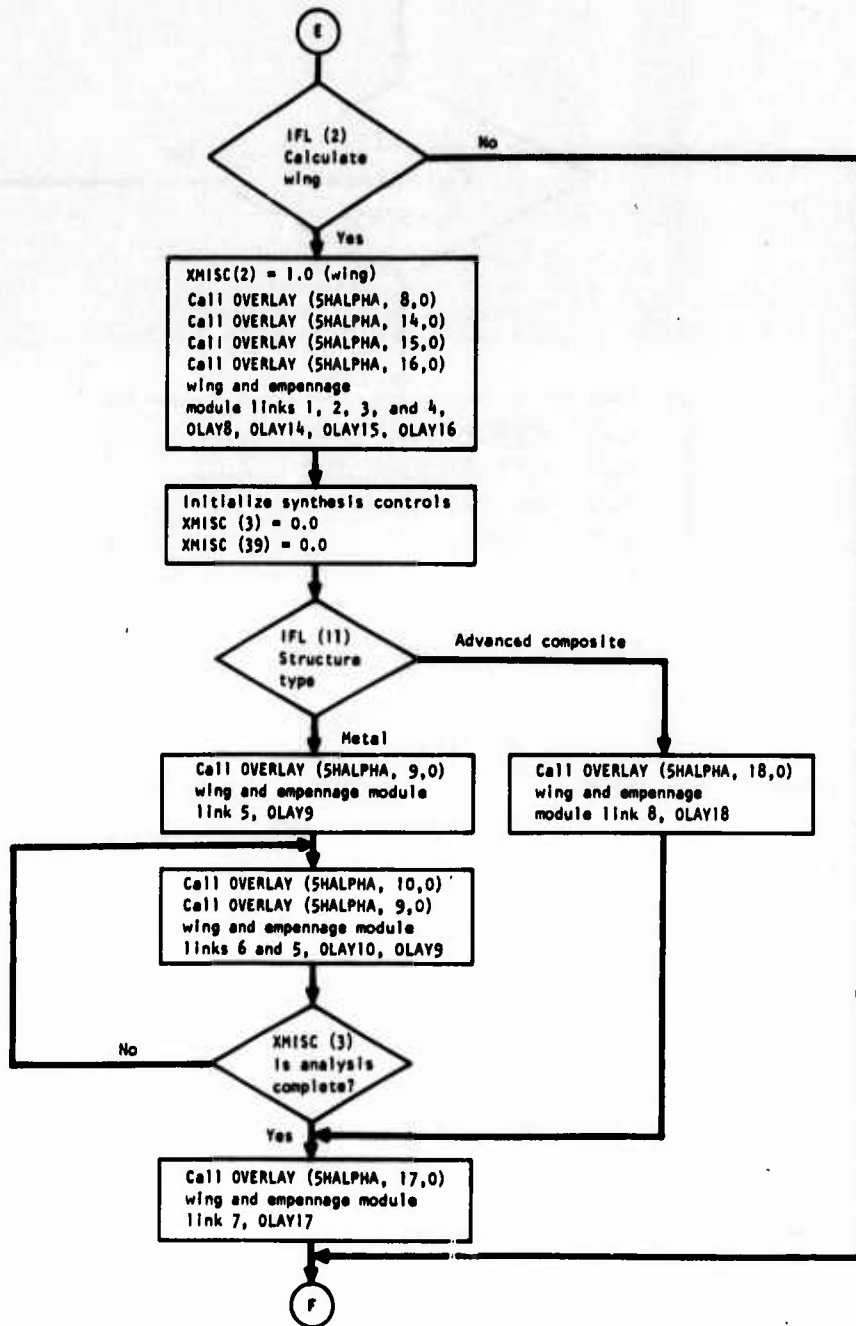 E
IFL (2)
Calculate
wing
No
Yes
XMISC(2) = 1.0 (wing)
Call OVERLAY (5HALPHA, 8,0)
Call OVERLAY (5HALPHA, 14,0)
Call OVERLAY (5HALPHA, 15,0)
Call OVERLAY (5HALPHA, 16,0)
wing and empennage
module links 1, 2, 3, and 4,
OLAY8, OLAY14, OLAY15, OLAY16
Initialize synthesis controls
XMISC (3) = 0.0
XMISC (39) = 0.0
IFL (11)
Structure
type
Advanced composite
Metal
Call OVERLAY (5HALPHA, 9,0)
wing and empennage module
link 5, OLAY9
Call OVERLAY (5HALPHA, 18,0)
wing and empennage
module link 8, OLAY18
Call OVERLAY (5HALPHA, 10,0)
Call OVERLAY (5HALPHA, 9,0)
wing and empennage module
links 6 and 5, OLAY10, OLAY9
XMISC (3)
Is analysis
complete?
No
Yes
Call OVERLAY (5HALPHA, 17,0)
wing and empennage module
link 7, OLAY17
F